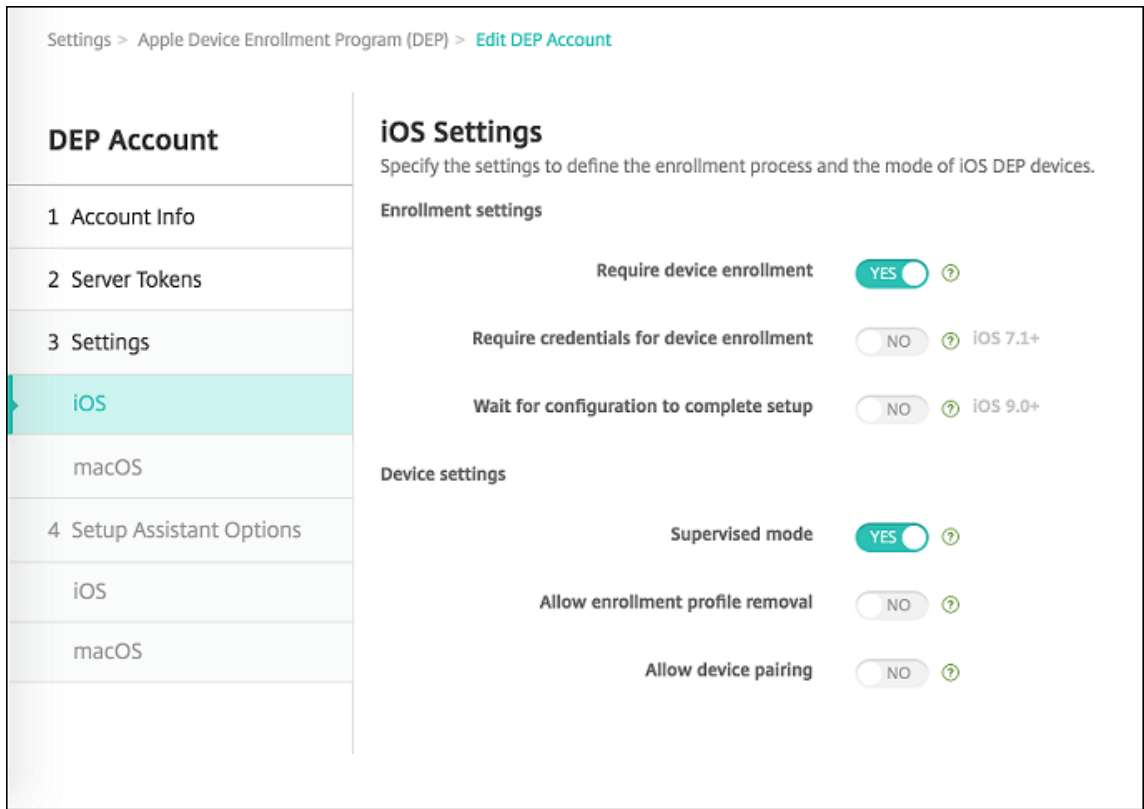 Settings > Apple Device Enrollment Program (DEP) > Edit DEP Account
DEP Account
1 Account Info
2 Server Tokens
3 Settings
iOS
macOS
4 Setup Assistant Options
iOS
macOS
iOS Settings
Specify the settings to define the enrollment process and the mode of iOS DEP devices.
Enrollment settings
Require device enrollment YES ?
Require credentials for device enrollment NO ? iOS 7.1+
Wait for configuration to complete setup NO ? iOS 9.0+
Device settings
Supervised mode YES ?
Allow enrollment profile removal NO ?
Allow device pairing NO ?